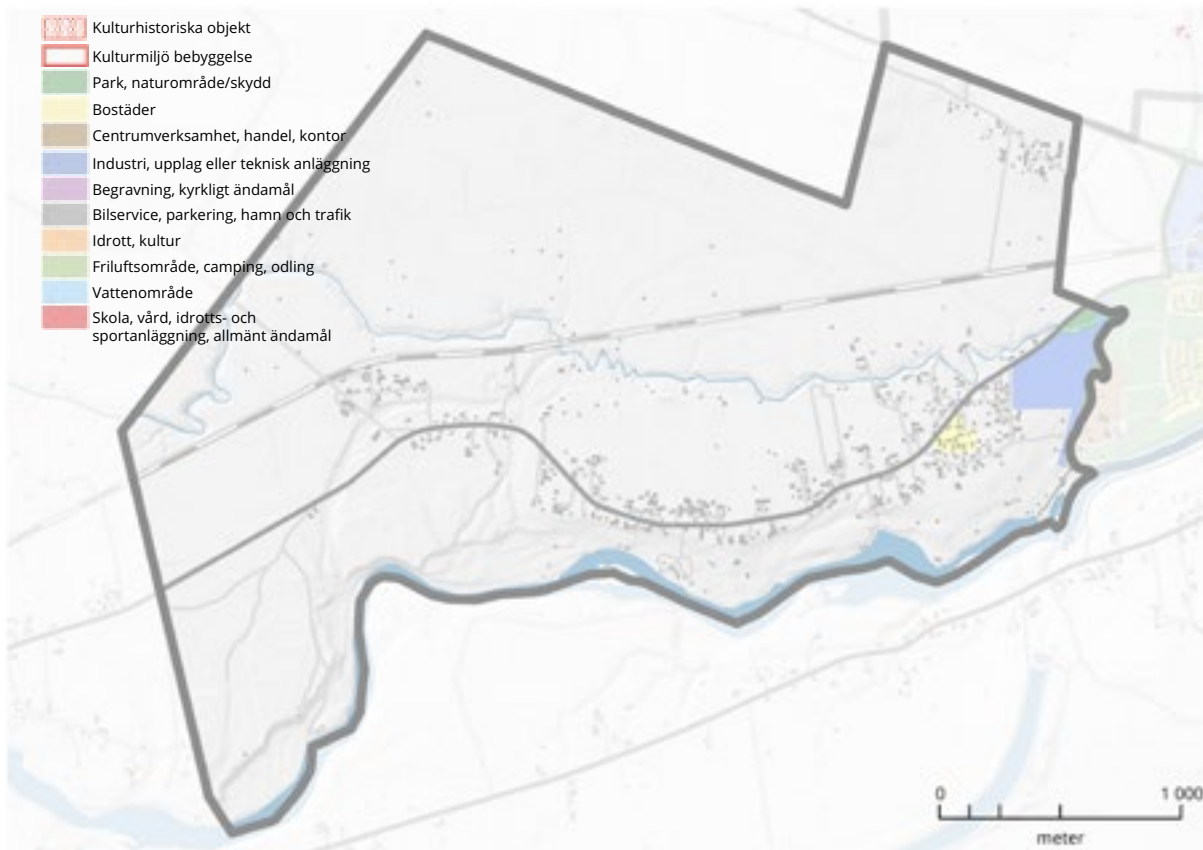 Kulturhistoriska objekt
Kulturmiljö bebyggelse
Park, naturområde/skydd
Bostäder
Centrumverksamhet, handel, kontor
Industri, upplag eller teknisk anläggning
Begravning, kyrkligt ändamål
Bilservice, parkering, hamn och trafik
Idrott, kultur
Friluftsområde, camping, odling
Vattenområde
Skola, vård, idrotts- och
sportanläggning, allmänt ändamål
0 1 000
meter